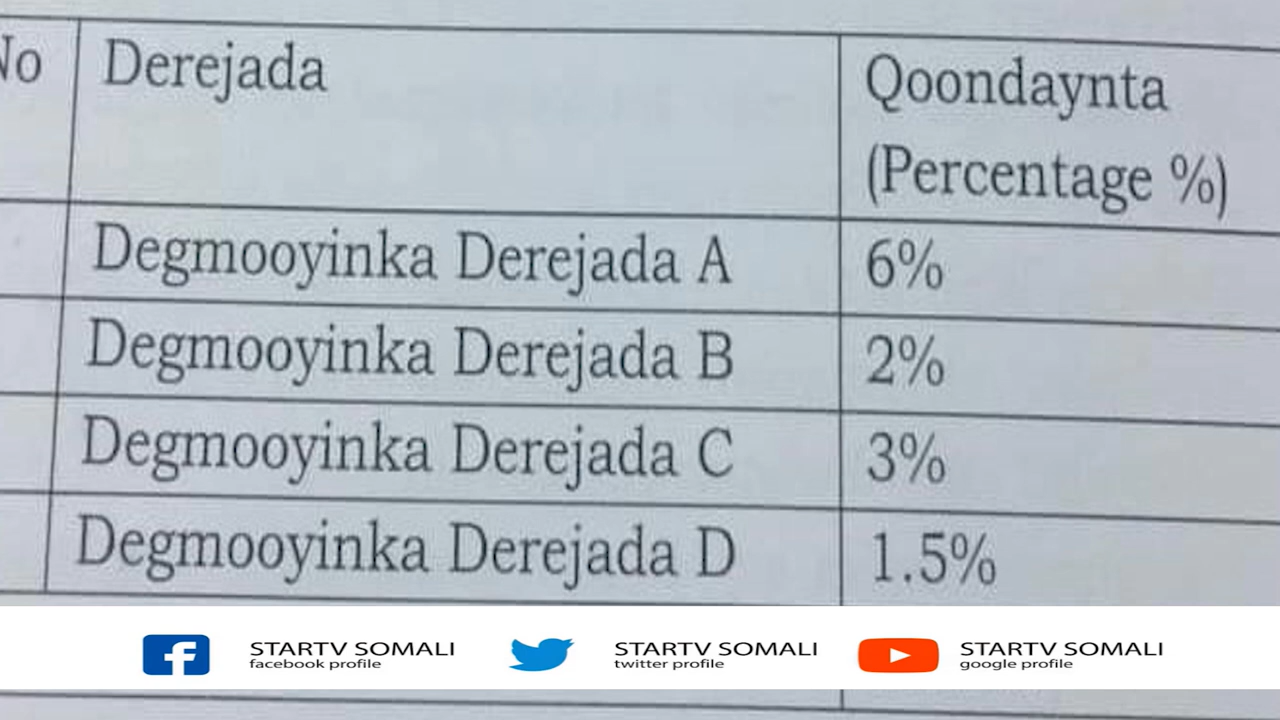 No Derejada Qoondaynta
(Percentage %)
Degmooyinka Derejada A 6%
Degmooyinka Derejada B 2%
Degmooyinka Derejada C 3%
Degmooyinka Derejada D 1.5%
STARTV SOMALI STARTV SOMALI STARTV SOMALI
facebook profile twitter profile google profile